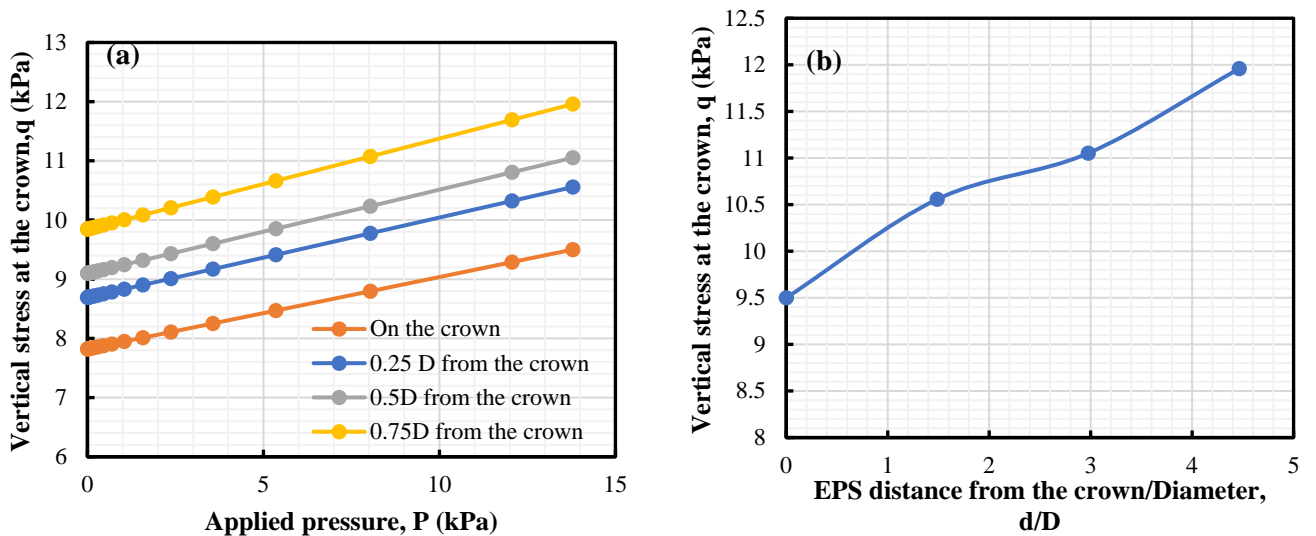 (a)
Vertical stress at the crown,q (kPa)
13
12
11
10
9
8
7
6
0
5
10
15
Applied pressure, P (kPa)
On the crown
0.25 D from the crown
0.5D from the crown
0.75D from the crown
(b)
Vertical stress at the crown, q (kPa)
12.5
12
11.5
11
10.5
10
9.5
9
8.5
8
0
1
2
3
4
5
EPS distance from the crown/Diameter,
d/D